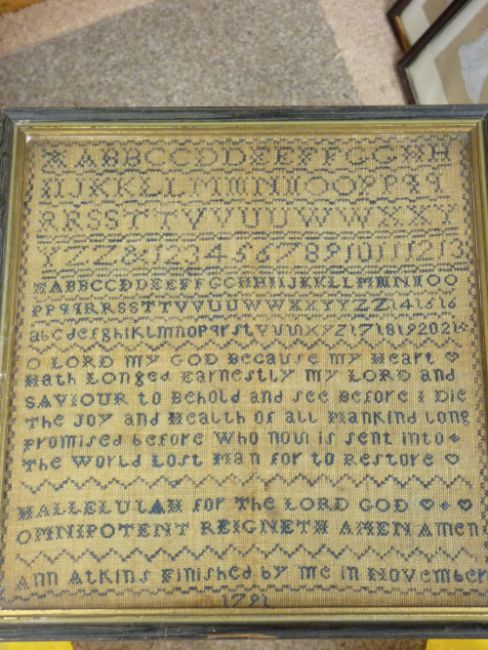 AABBCCDDEEFFGGHH
IIJKKLLMMNNIIOOPPqq
RRSSTTVVUUWWXXY
YZZ&12345678910111213
AABBCCDDEEFFGGHHIIJKKLLMMNNIIOO
PPqqRRSSTTVVUUWWXXYYZZ141516
abcdefghiKLmnopqrstvuwxyz1718192021
O LORD my GOD Because my Heart
Hath Longed Earnestly my LORD and
SAVIOUR to Behold and see Before i Die
The Joy and Health of all Mankind Long
promised before Who now is sent into
The World Lost Man for to Restore
HALLELUIAH for The LORD GOD
OMNIPOTENT REIGNETH AMEN Amen
Ann Atkins Finished by me in November
1791